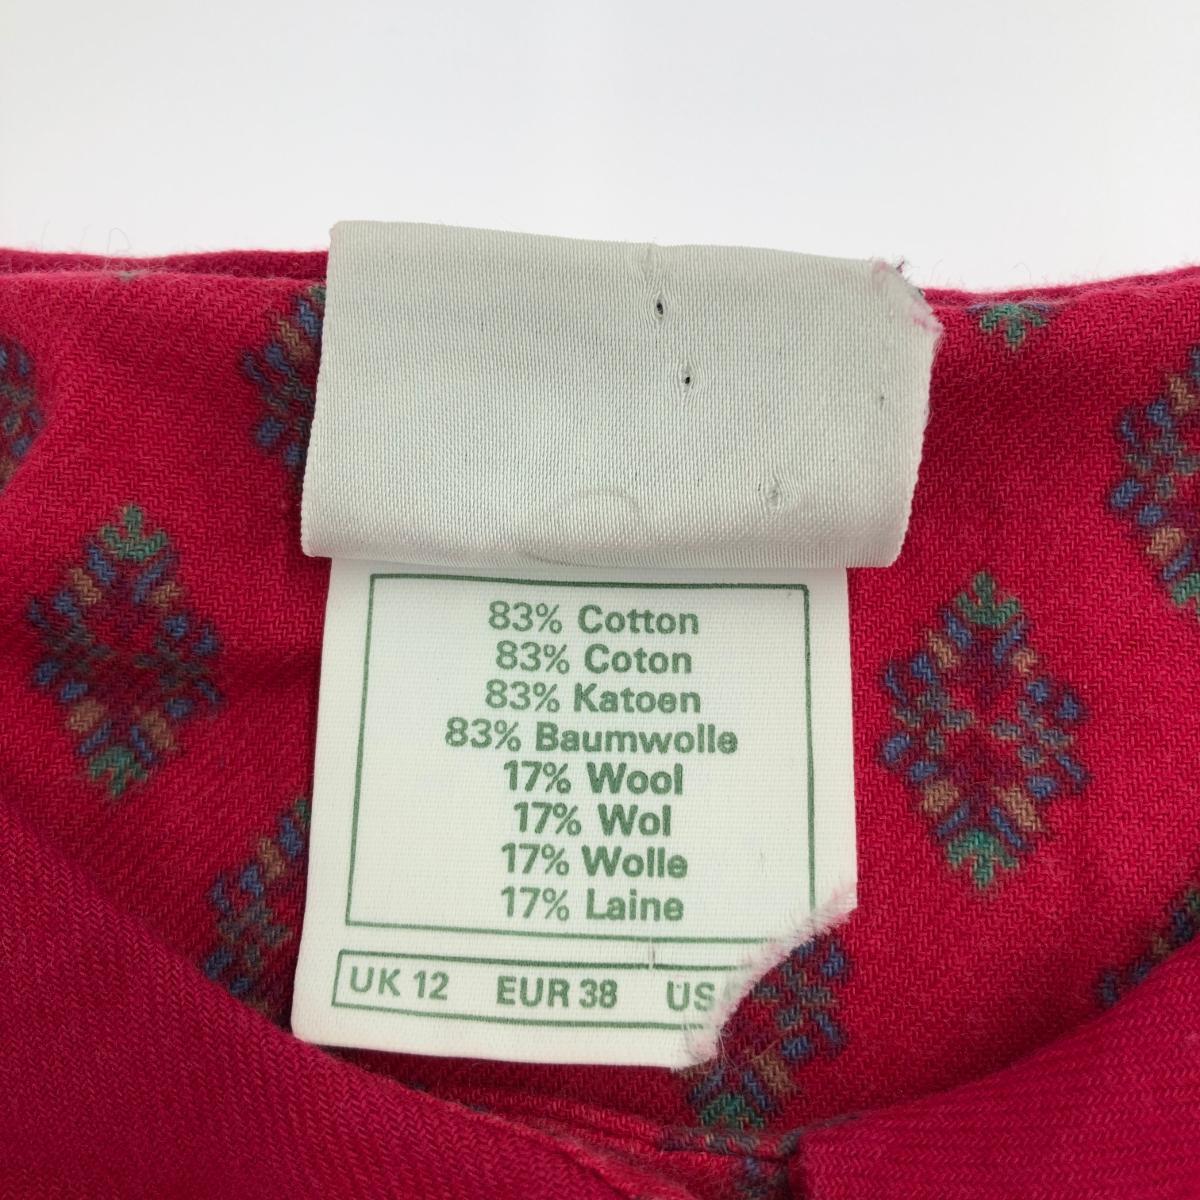 83% Cotton
83% Coton
83% Katoen
83% Baumwolle
17% Wool
17% Wol
17% Wolle
17% Laine
UK 12 EUR 38 US